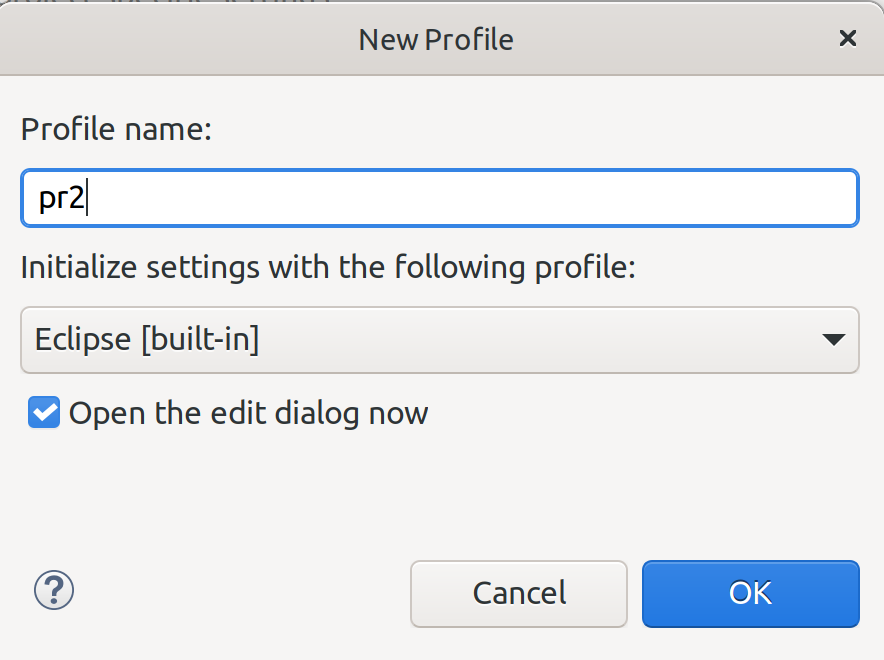 New Profile
Profile name:
pr2
Initialize settings with the following profile:
Eclipse [built-in]
Open the edit dialog now
Cancel
OK